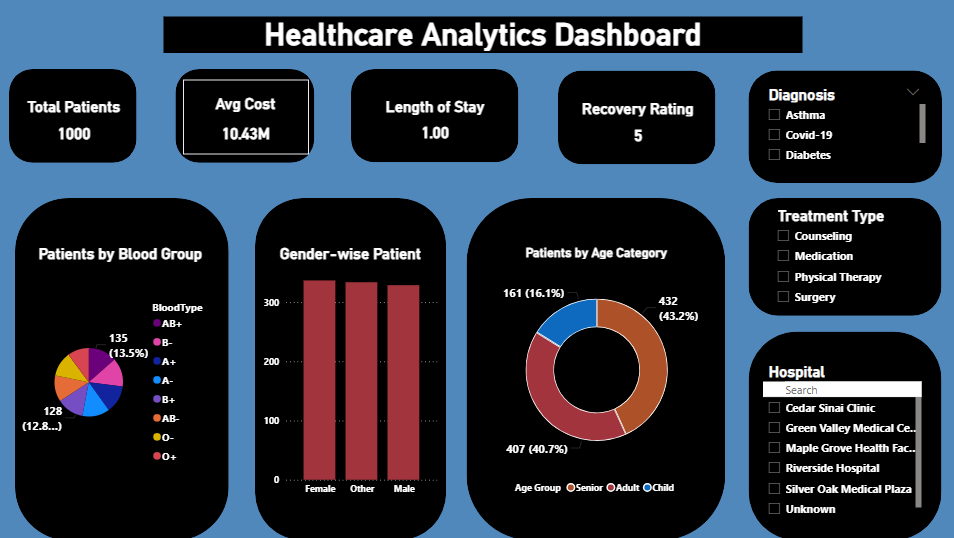 Healthcare Analytics Dashboard
Total Patients
1000
Avg Cost
10.43M
Length of Stay
1.00
Recovery Rating
5
Diagnosis
Asthma
Covid-19
Diabetes
Treatment Type
Counseling
Medication
Physical Therapy
Surgery
Hospital
Search
Cedar Sinai Clinic
Green Valley Medical Ce...
Maple Grove Health Fac...
Riverside Hospital
Silver Oak Medical Plaza
Unknown
Patients by Blood Group
BloodType
AB+
B-
A+
A-
B+
AB-
O-
O+
135
(13.5%)
128
(12.8...)
Gender-wise Patient
300
200
100
0
Female Other Male
Patients by Age Category
161 (16.1%)
432
(43.2%)
407 (40.7%)
Age Group Senior Adult Child